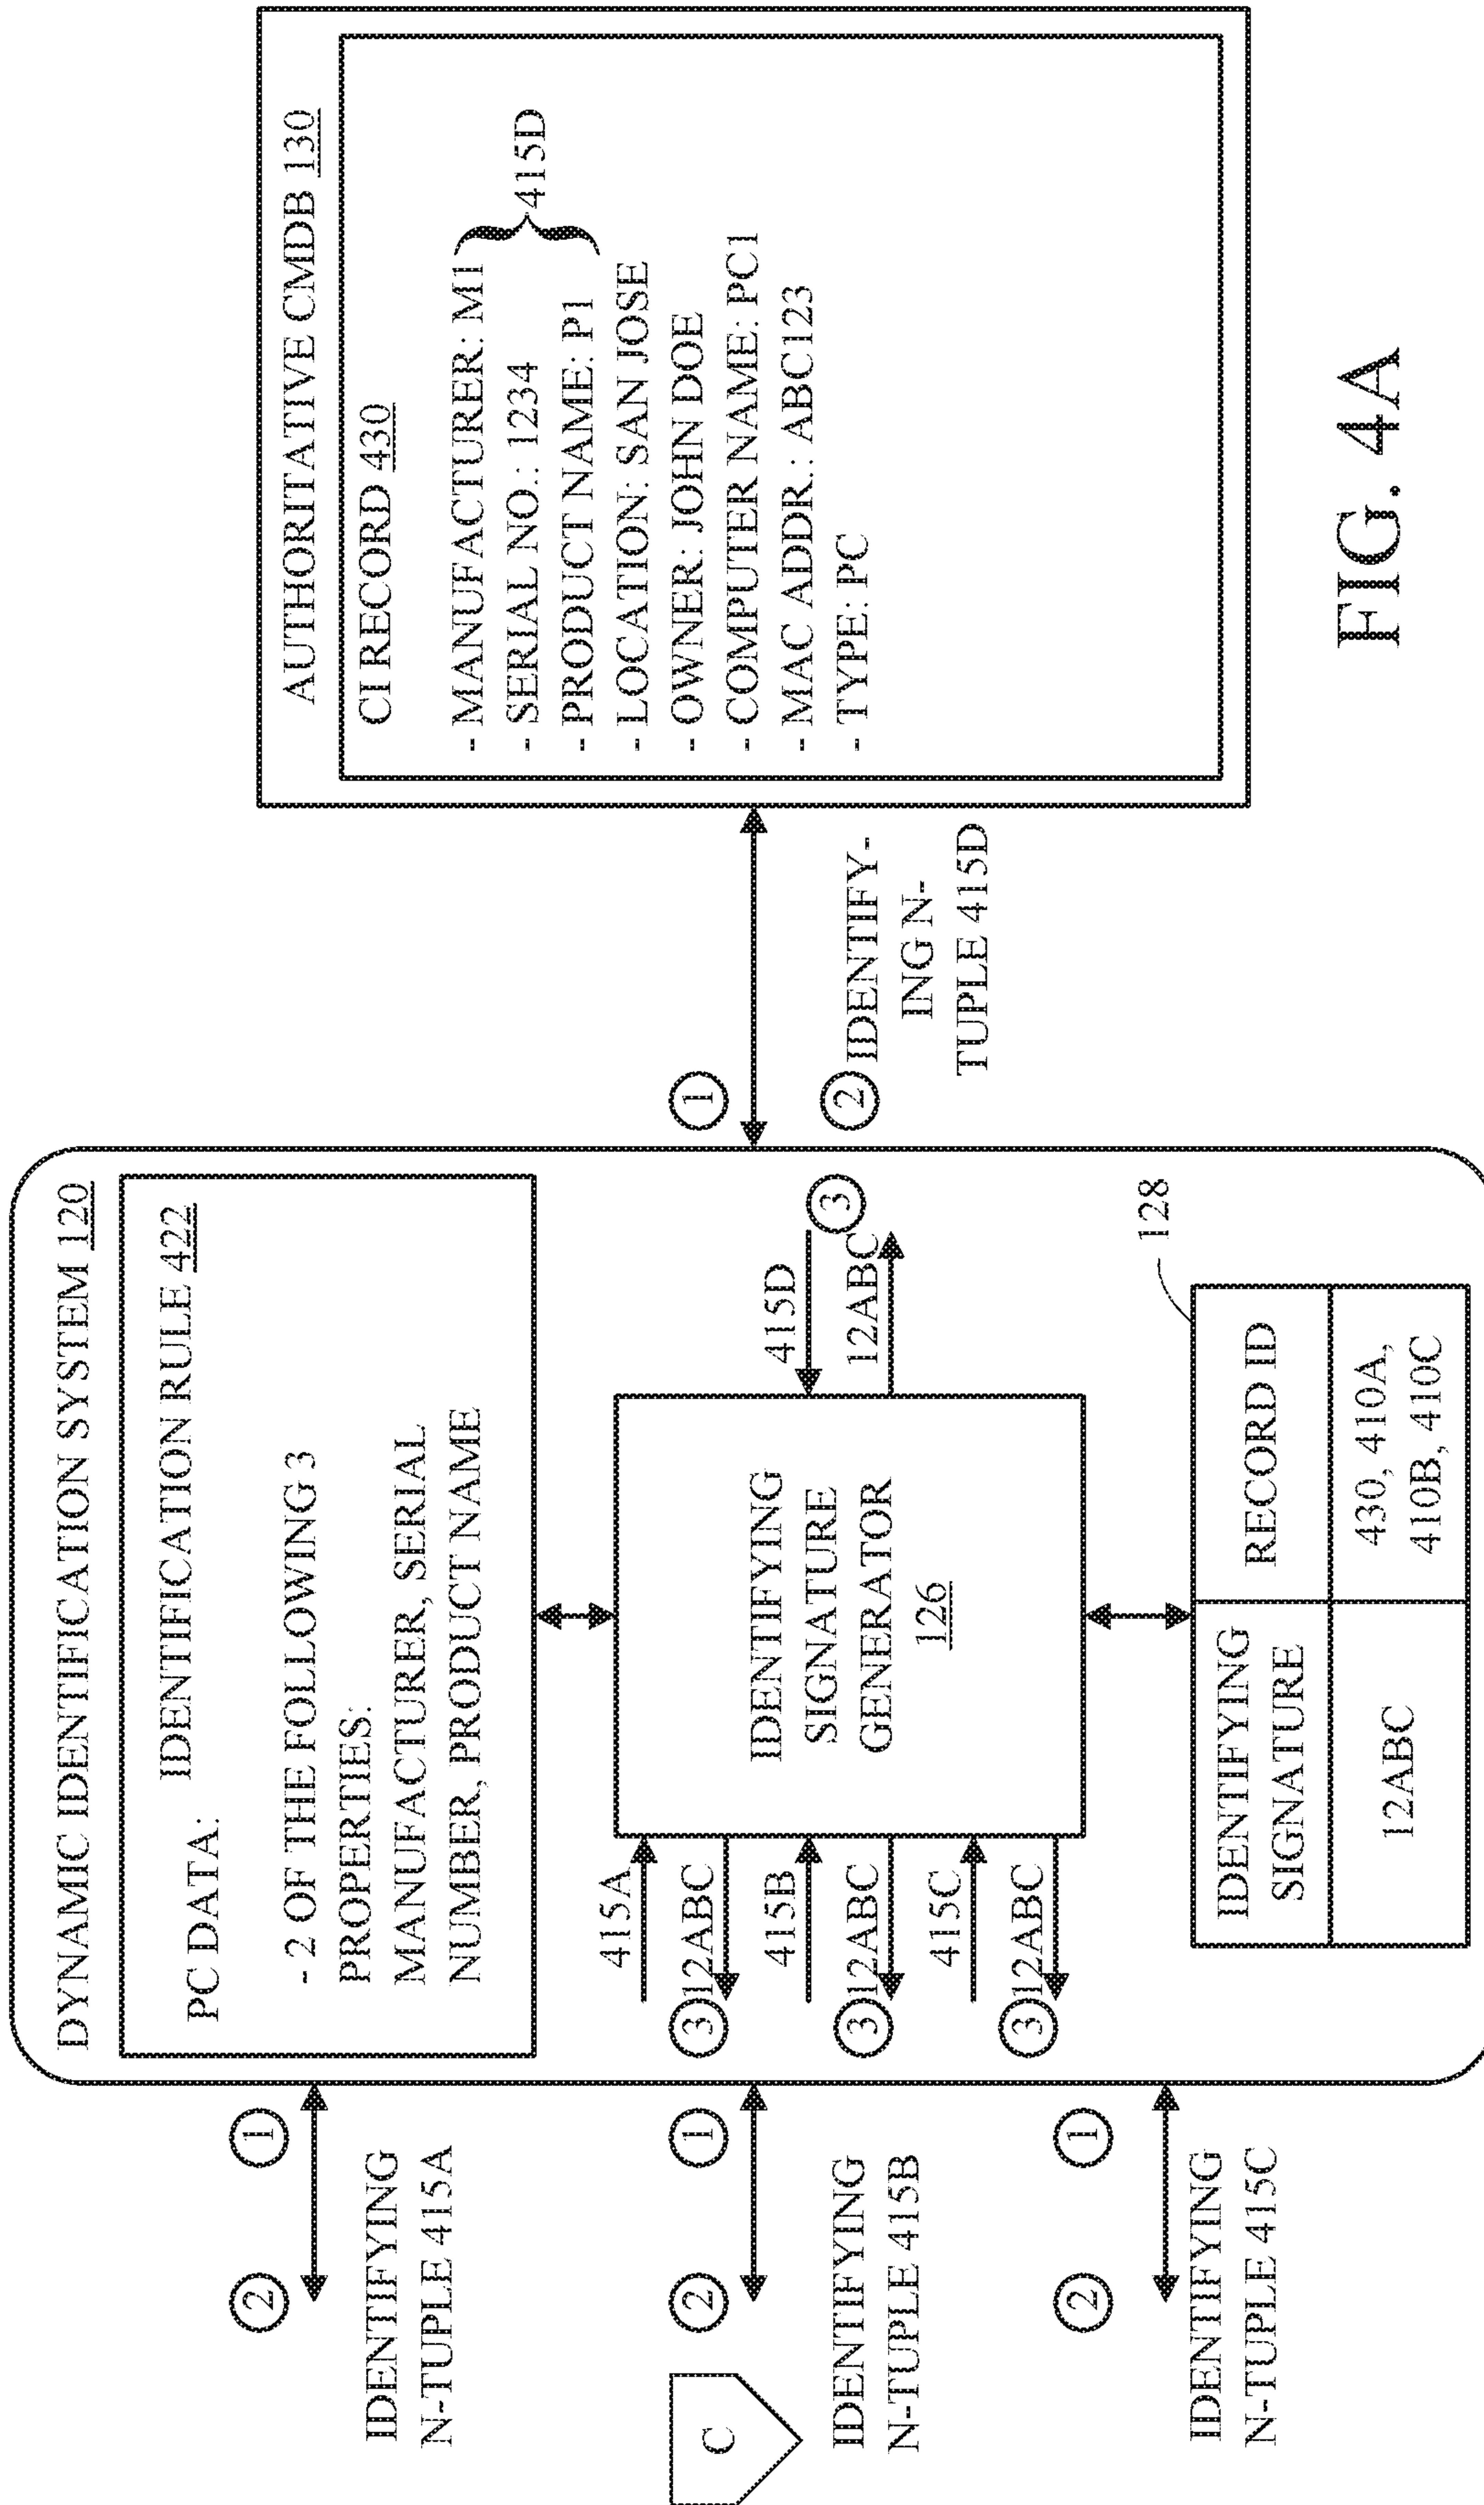 2
1
IDENTIFYING
N-TUPLE 415A
C
2
1
IDENTIFYING
N-TUPLE 415B
2
1
IDENTIFYING
N-TUPLE 415C
DYNAMIC IDENTIFICATION SYSTEM 120
IDENTIFICATION RULE 422
PC DATA:
- 2 OF THE FOLLOWING 3
PROPERTIES:
MANUFACTURER, SERIAL
NUMBER, PRODUCT NAME
415A
3 12ABC
415B
3 12ABC
415C
3 12ABC
IDENTIFYING
SIGNATURE
GENERATOR
126
415D
12ABC 3
128
IDENTIFYING
SIGNATURE
RECORD ID
12ABC
430, 410A,
410B, 410C
1
2 IDENTIFY-
ING N-
TUPLE 415D
AUTHORITATIVE CMDB 130
CI RECORD 430
- MANUFACTURER: M1
- SERIAL NO.: 1234
- PRODUCT NAME: P1
415D
- LOCATION: SAN JOSE
- OWNER: JOHN DOE
- COMPUTER NAME: PC1
- MAC ADDR.: ABC123
- TYPE: PC
FIG. 4A